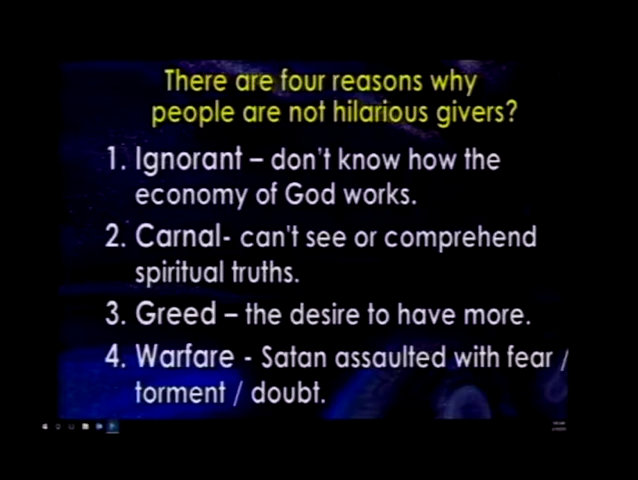 There are four reasons why
people are not hilarious givers?
1. Ignorant – don't know how the
economy of God works.
2. Carnal- can't see or comprehend
spiritual truths.
3. Greed – the desire to have more.
4. Warfare - Satan assaulted with fear /
torment / doubt.